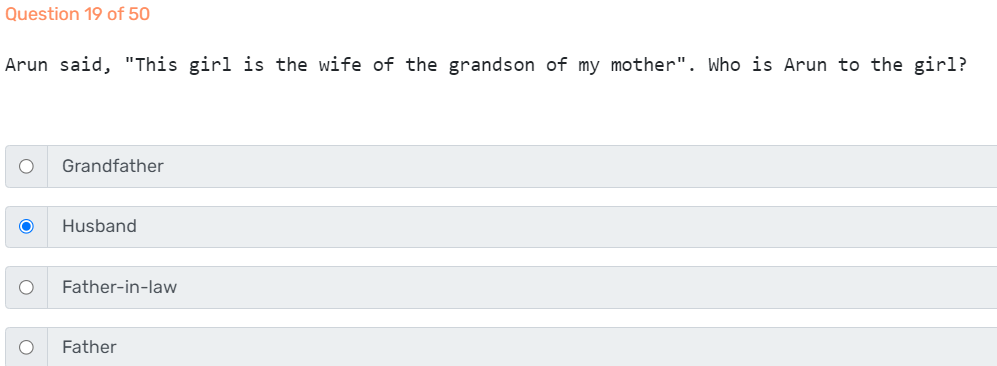 Question 19 of 50
Arun said, "This girl is the wife of the grandson of my mother". Who is Arun to the girl?
Grandfather
Husband
Father-in-law
Father